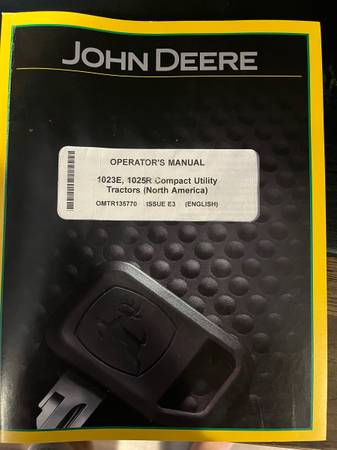 JOHN DEERE
OPERATOR'S MANUAL
1023E, 1025R Compact Utility
Tractors (North America)
OMTR135770 ISSUE E3 (ENGLISH)